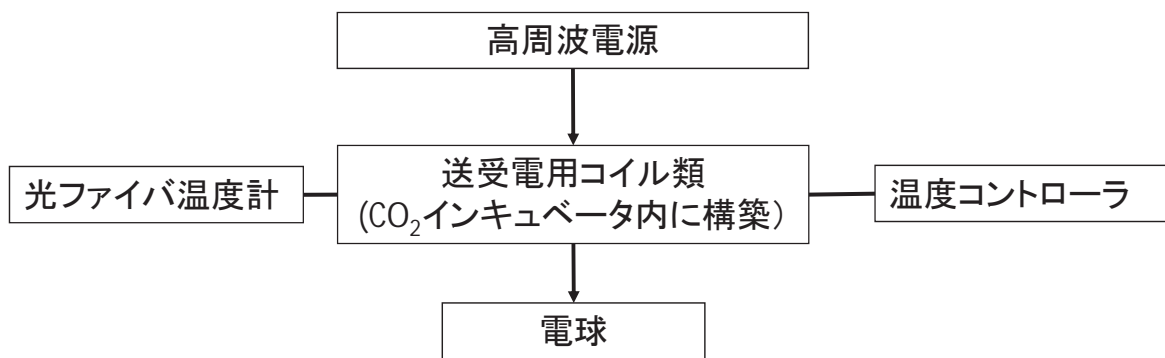 高周波電源
送受電用コイル類
(CO₂インキュベータ内に構築)
光ファイバ温度計
温度コントローラ
電球